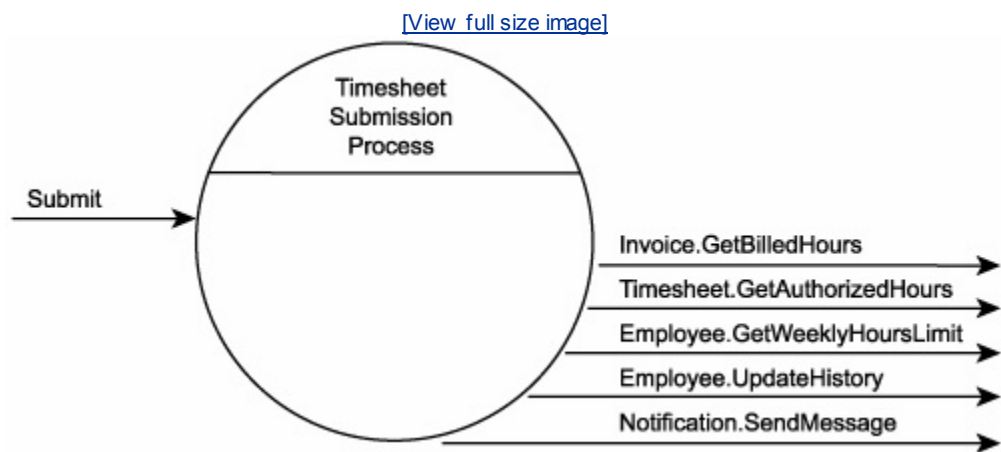 [View full size image]
Timesheet
Submission
Process
Submit
Invoice.GetBilledHours
Timesheet.GetAuthorizedHours
Employee.GetWeeklyHoursLimit
Employee.UpdateHistory
Notification.SendMessage